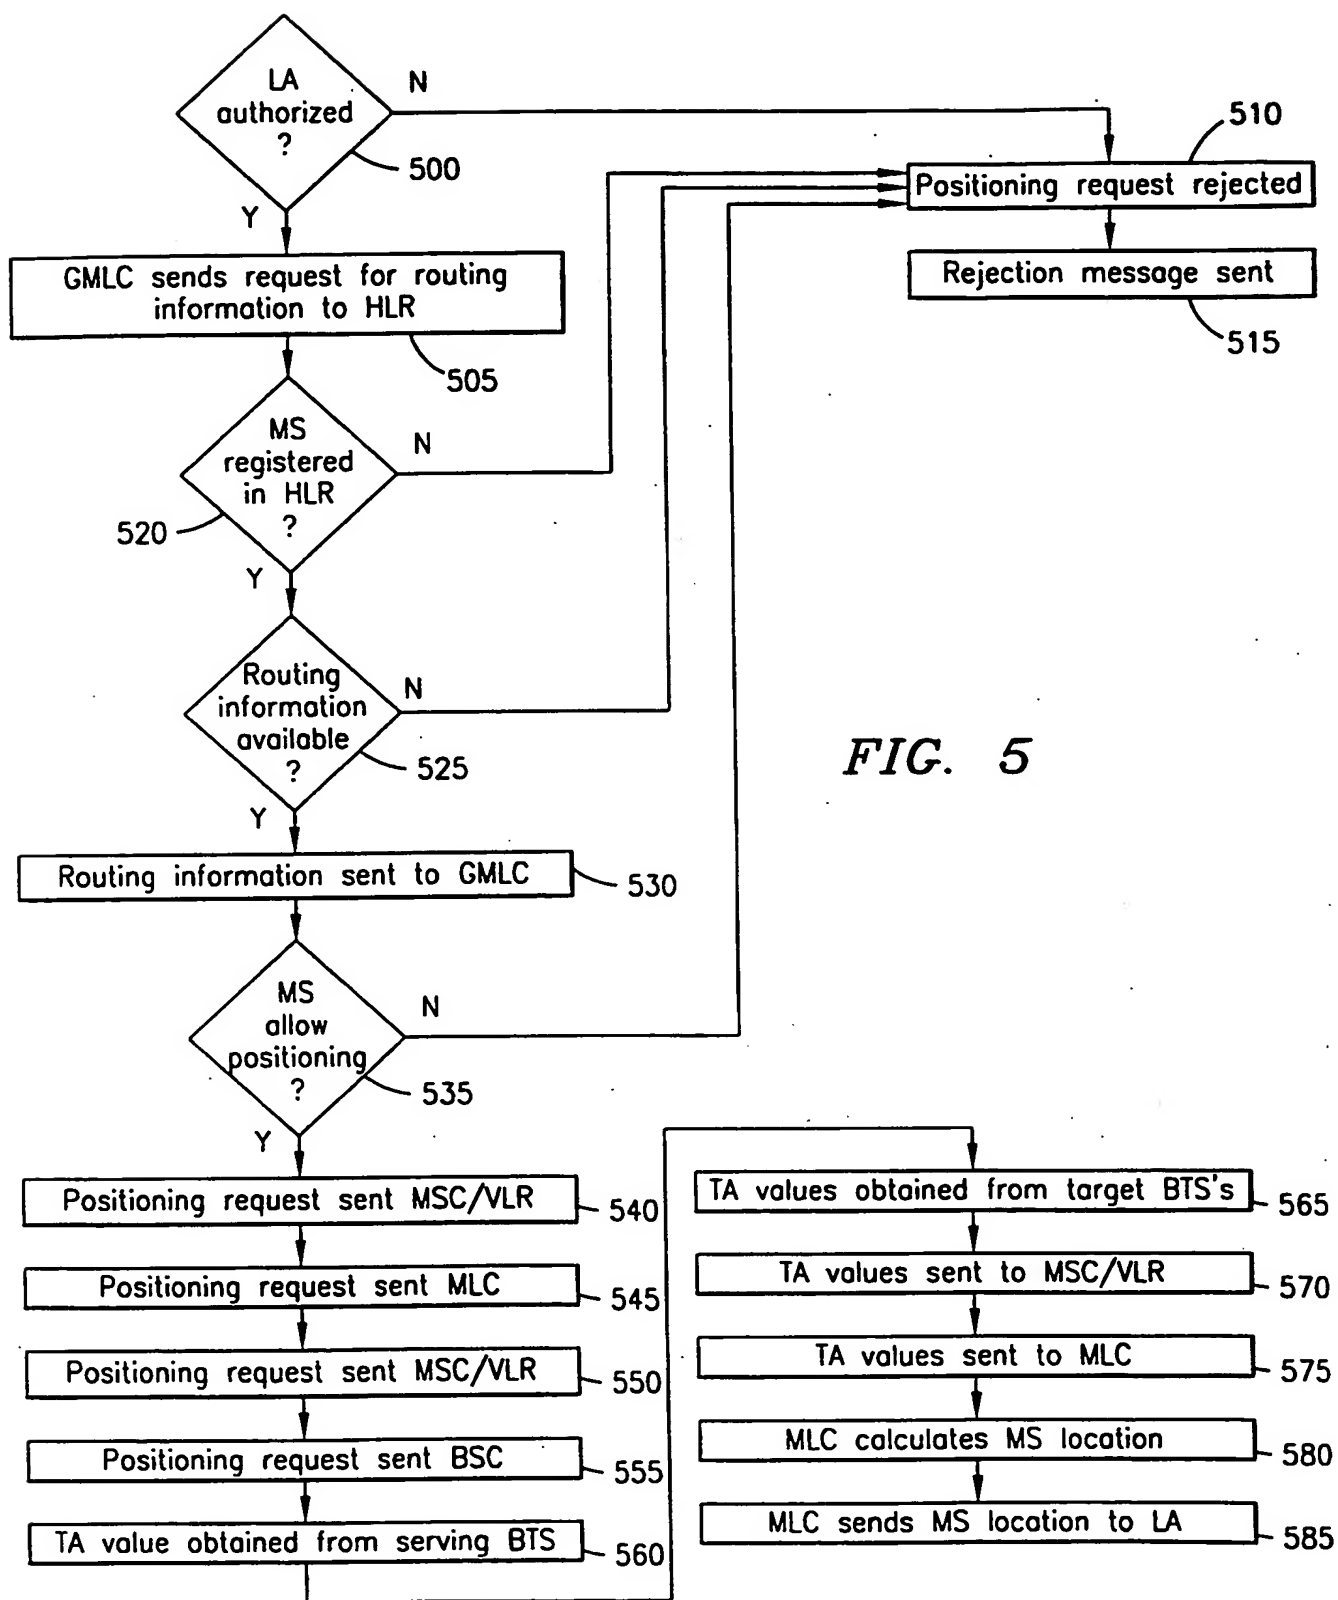 LA
authorized
?
N
500
Y
510
Positioning request rejected
Rejection message sent
515
GMLC sends request for routing
information to HLR
505
MS
registered
in HLR
?
N
520
Y
Routing
information
available
?
N
525
Y
Routing information sent to GMLC
530
MS
allow
positioning
?
N
535
Y
FIG. 5
Positioning request sent MSC/VLR
540
Positioning request sent MLC
545
Positioning request sent MSC/VLR
550
Positioning request sent BSC
555
TA value obtained from serving BTS
560
TA values obtained from target BTS's
565
TA values sent to MSC/VLR
570
TA values sent to MLC
575
MLC calculates MS location
580
MLC sends MS location to LA
585